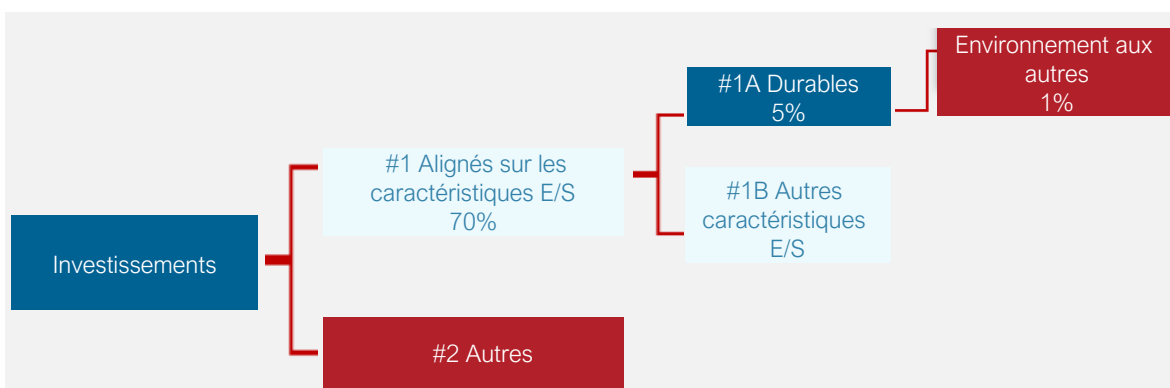 Environnement aux
autres
1%
#1A Durables
5%
#1 Alignés sur les
caractéristiques E/S
70%
#1B Autres
caractéristiques
E/S
Investissements
#2 Autres